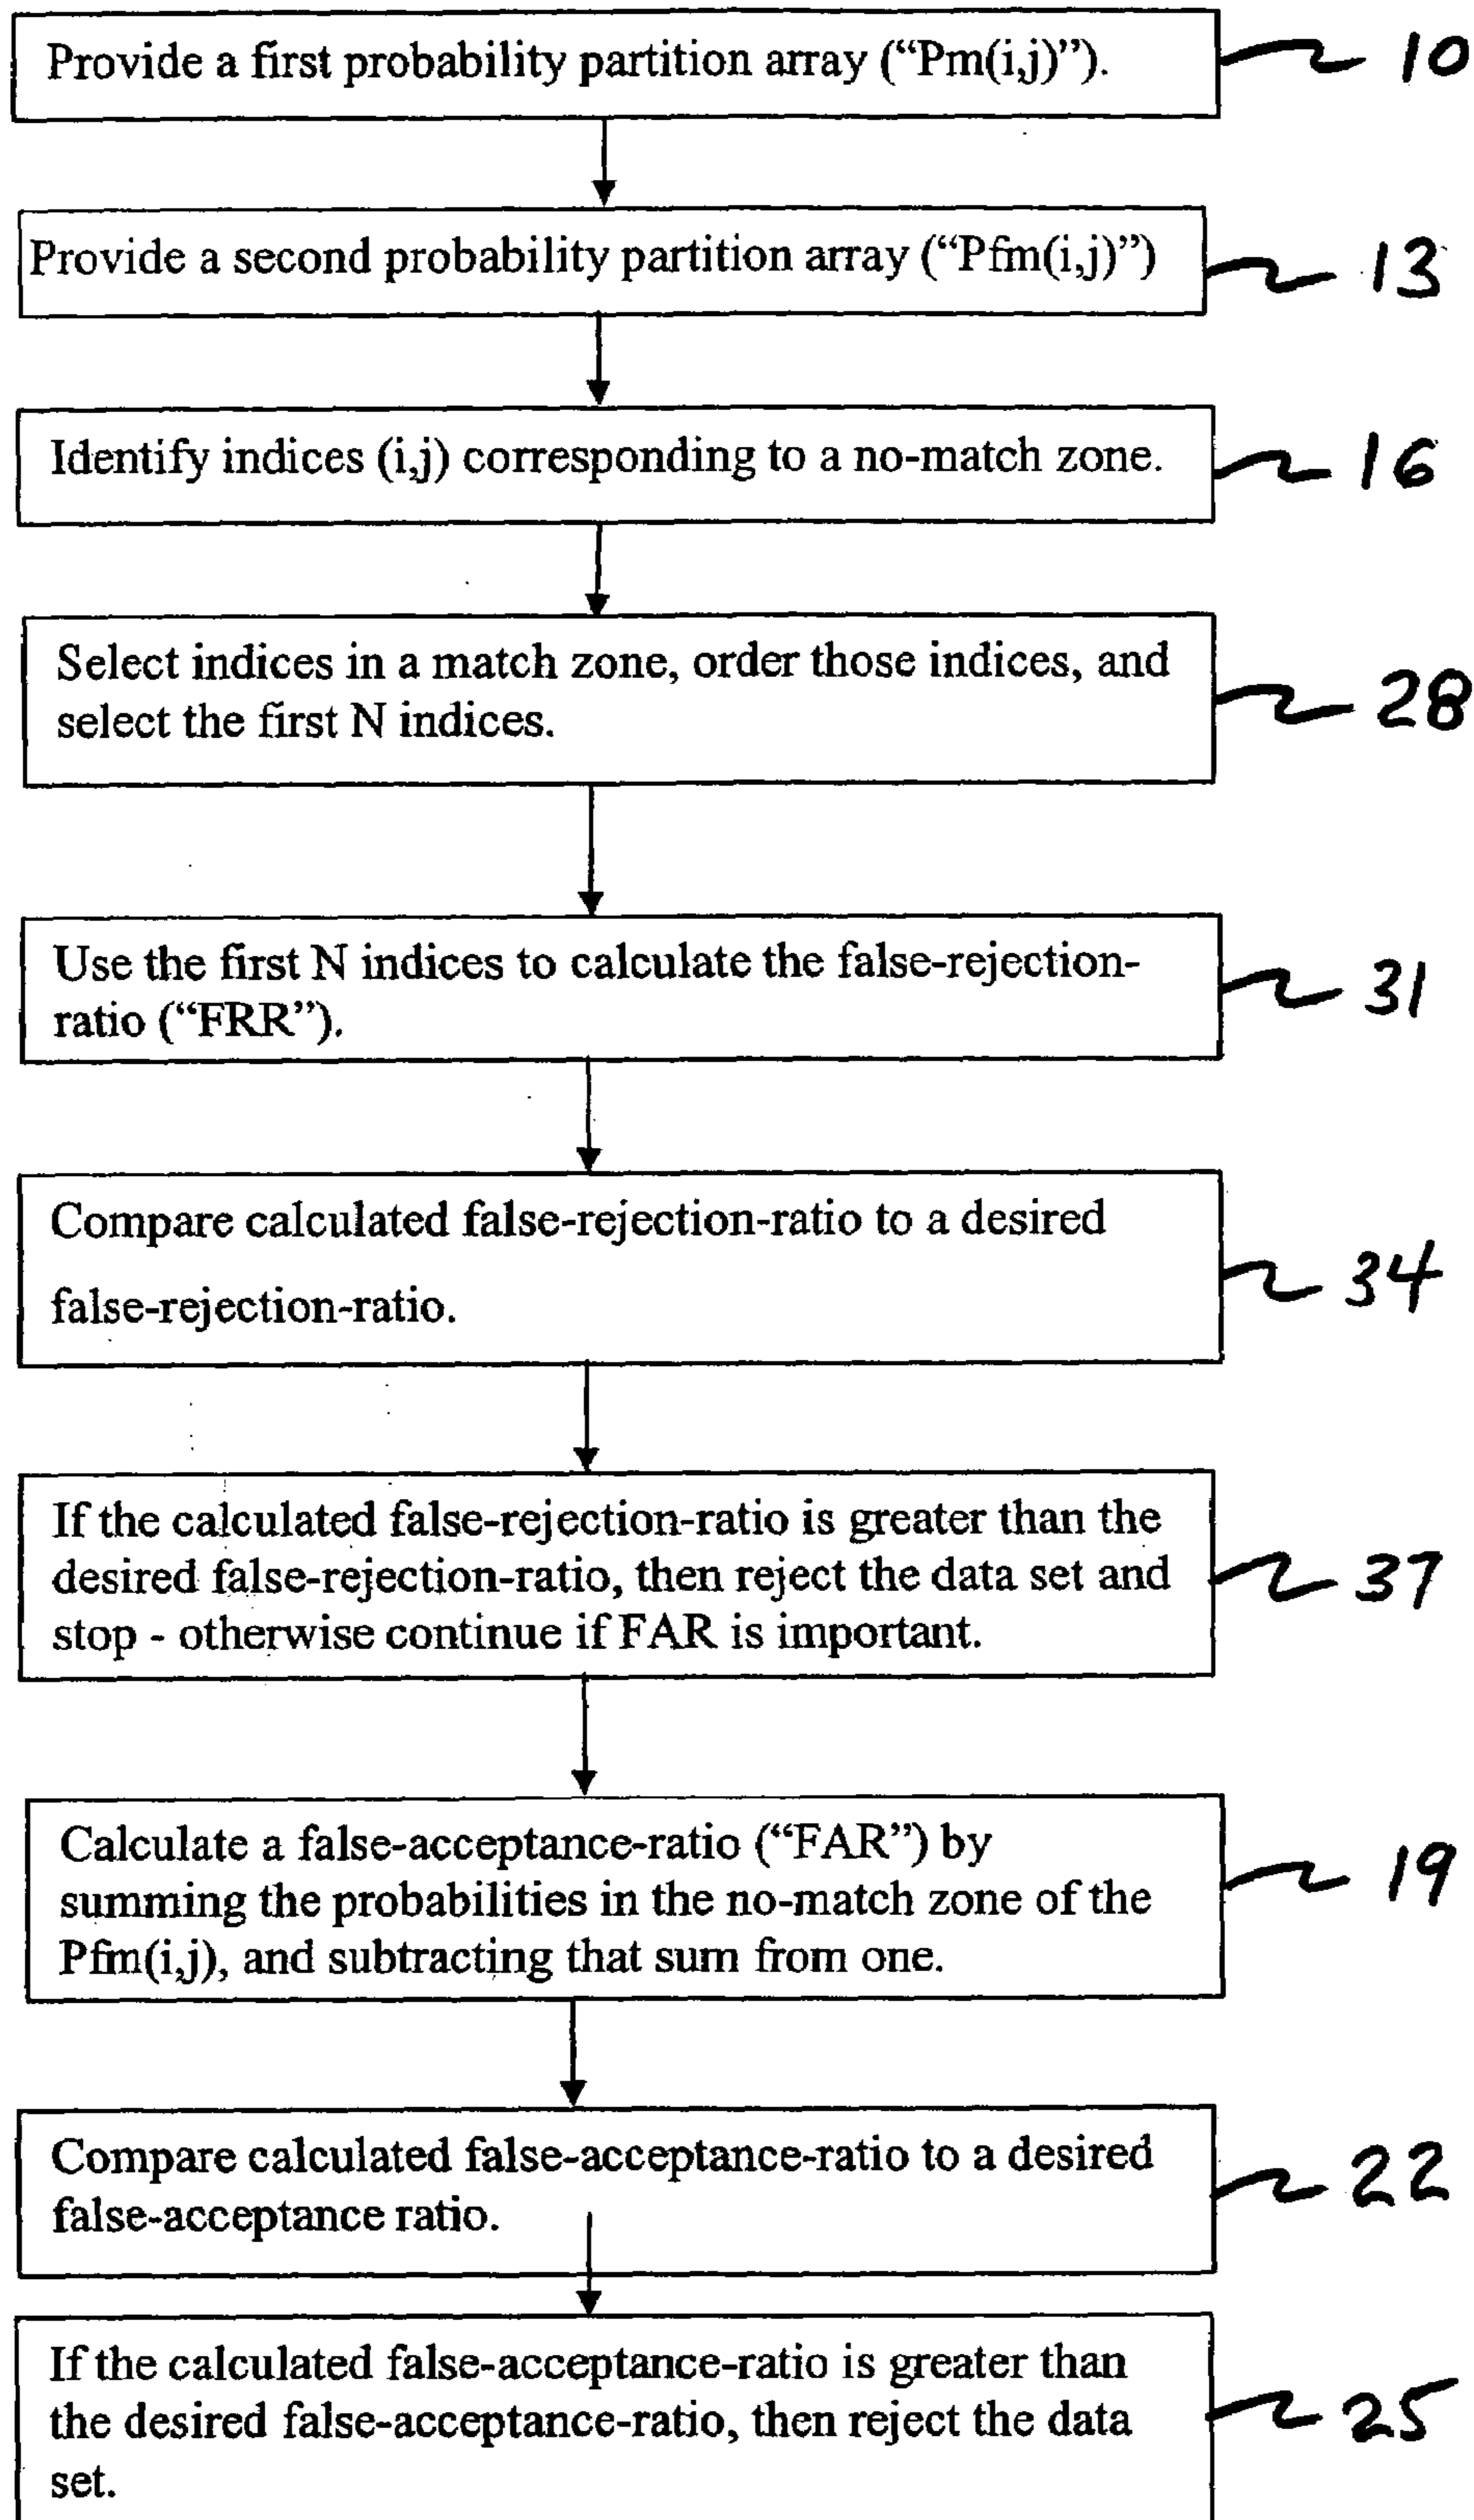 Provide a first probability partition array (“Pm(i,j)”).
10
Provide a second probability partition array (“Pfm(i,j)”)
13
Identify indices (i,j) corresponding to a no-match zone.
16
Select indices in a match zone, order those indices, and
select the first N indices.
28
Use the first N indices to calculate the false-rejection-
ratio (“FRR”).
31
Compare calculated false-rejection-ratio to a desired
false-rejection-ratio.
34
If the calculated false-rejection-ratio is greater than the
desired false-rejection-ratio, then reject the data set and
stop - otherwise continue if FAR is important.
37
Calculate a false-acceptance-ratio (“FAR”) by
summing the probabilities in the no-match zone of the
Pfm(i,j), and subtracting that sum from one.
19
Compare calculated false-acceptance-ratio to a desired
false-acceptance ratio.
22
If the calculated false-acceptance-ratio is greater than
the desired false-acceptance-ratio, then reject the data
set.
25